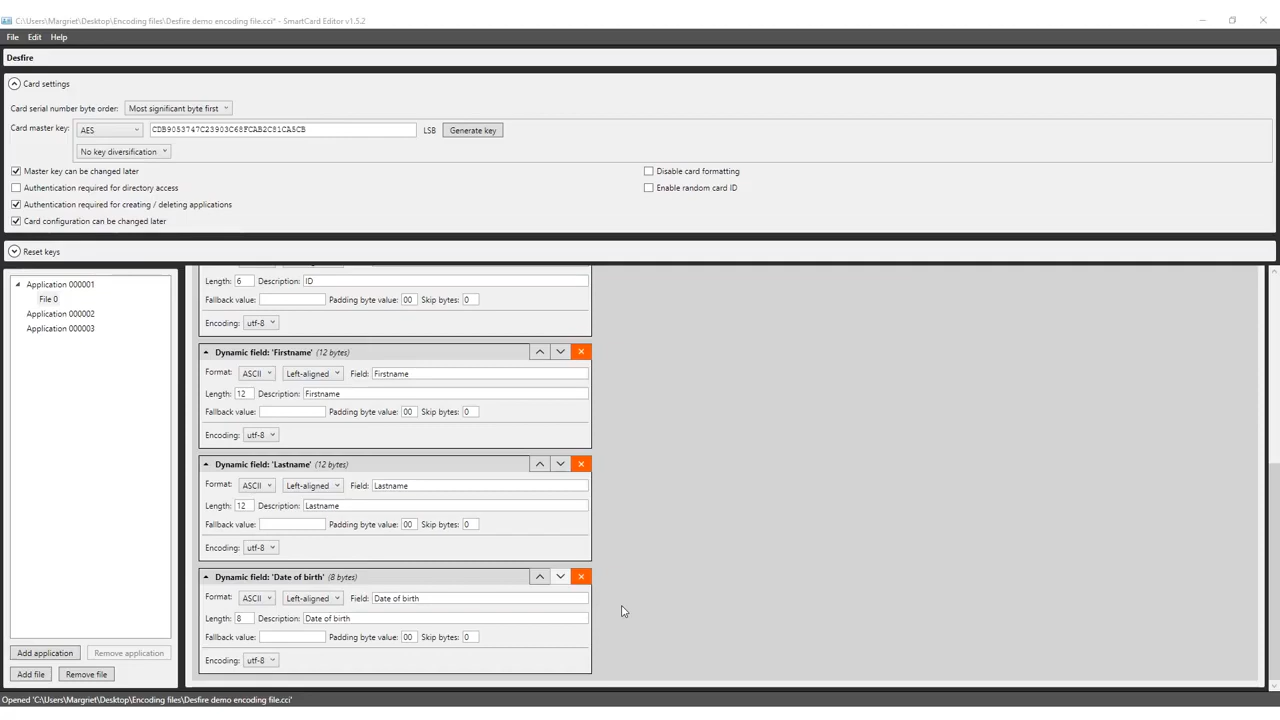 C:\Users\Margriet\Desktop\Encoding files\Desfire demo encoding file.cci* - SmartCard Editor v1.5.2
File Edit Help
Desfire
Card settings
Card serial number byte order: Most significant byte first
Card master key: AES CDB9053747C23903C68FCAB2C81CA5CB LSB Generate key
No key diversification
Master key can be changed later Disable card formatting
Authentication required for directory access Enable random card ID
Authentication required for creating / deleting applications
Card configuration can be changed later
Reset keys
Application 000001
File 0
Application 000002
Application 000003
Add application Remove application
Add file Remove file
Length: 6 Description: ID
Fallback value: Padding byte value: 00 Skip bytes: 0
Encoding: utf-8
Dynamic field: 'Firstname' (12 bytes)
Format: ASCII Left-aligned Field: Firstname
Length: 12 Description: Firstname
Fallback value: Padding byte value: 00 Skip bytes: 0
Encoding: utf-8
Dynamic field: 'Lastname' (12 bytes)
Format: ASCII Left-aligned Field: Lastname
Length: 12 Description: Lastname
Fallback value: Padding byte value: 00 Skip bytes: 0
Encoding: utf-8
Dynamic field: 'Date of birth' (8 bytes)
Format: ASCII Left-aligned Field: Date of birth
Length: 8 Description: Date of birth
Fallback value: Padding byte value: 00 Skip bytes: 0
Encoding: utf-8
Opened 'C:\Users\Margriet\Desktop\Encoding files\Desfire demo encoding file.cci'